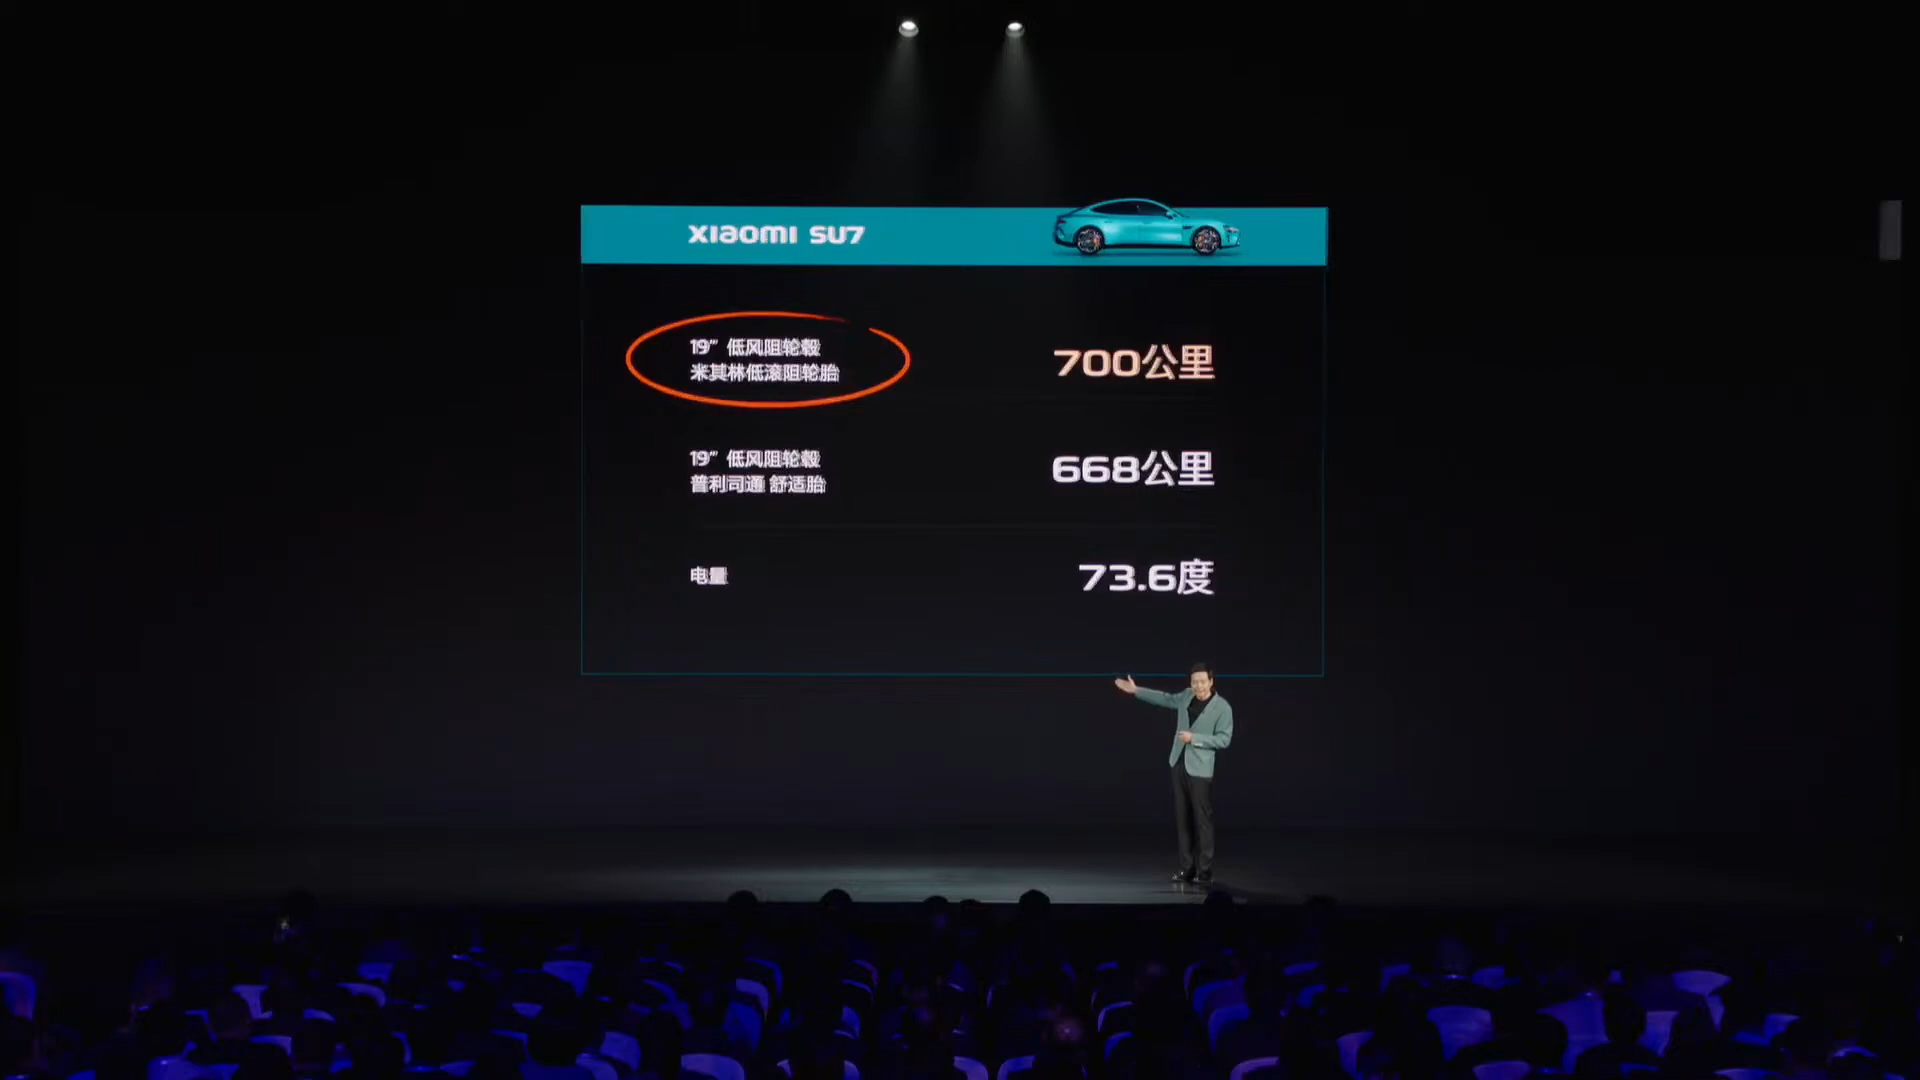 XIAOMI SU7
19” 低风阻轮毂
米其林低滚阻轮胎
700公里
19” 低风阻轮毂
普利司通 舒适胎
668公里
电量
73.6度